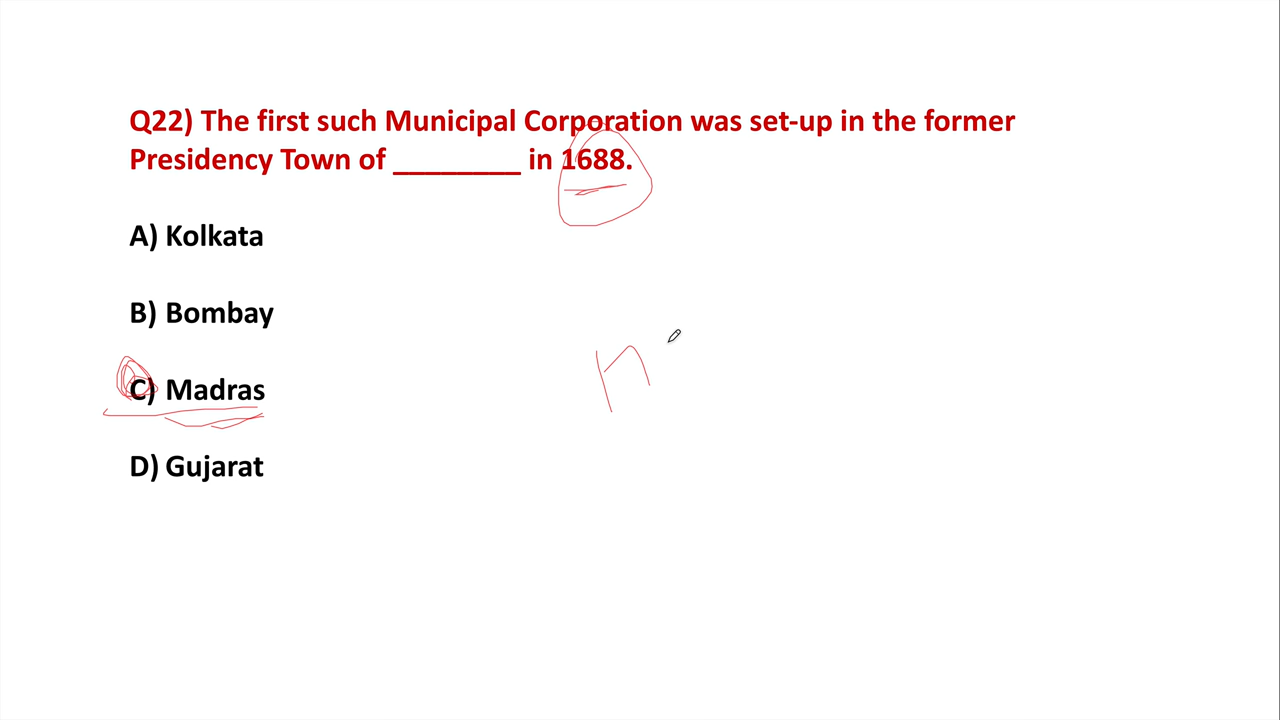 Q22) The first such Municipal Corporation was set-up in the former
Presidency Town of ________ in 1688.
A) Kolkata
B) Bombay
C) Madras
D) Gujarat